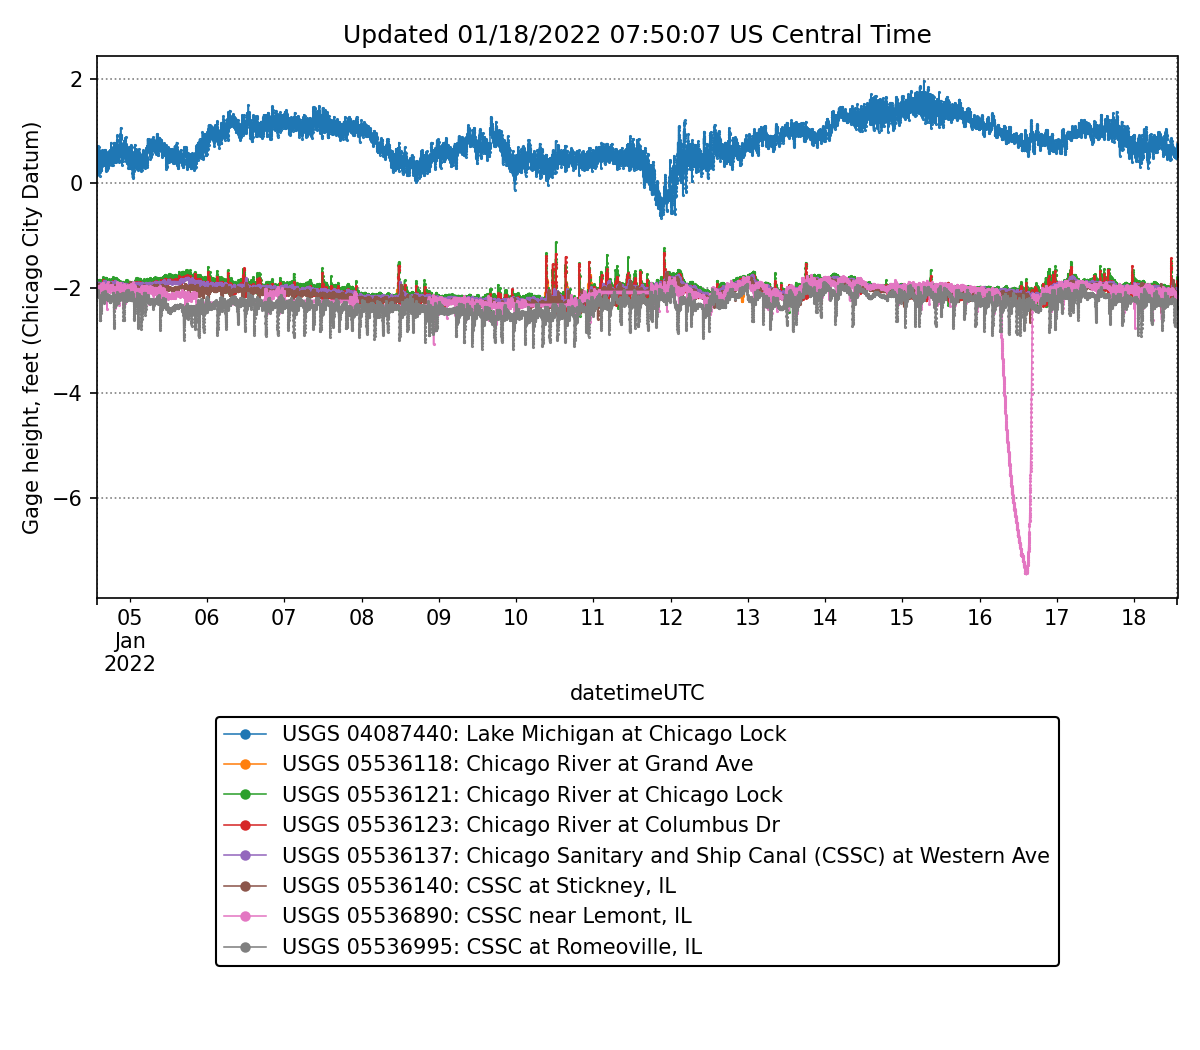 Updated 01/18/2022 07:50:07 US Central Time
Gage height, feet (Chicago City Datum)
2
0
−2
−4
−6
05 06 07 08 09 10 11 12 13 14 15 16 17 18
Jan
2022
datetimeUTC
USGS 04087440: Lake Michigan at Chicago Lock
USGS 05536118: Chicago River at Grand Ave
USGS 05536121: Chicago River at Chicago Lock
USGS 05536123: Chicago River at Columbus Dr
USGS 05536137: Chicago Sanitary and Ship Canal (CSSC) at Western Ave
USGS 05536140: CSSC at Stickney, IL
USGS 05536890: CSSC near Lemont, IL
USGS 05536995: CSSC at Romeoville, IL